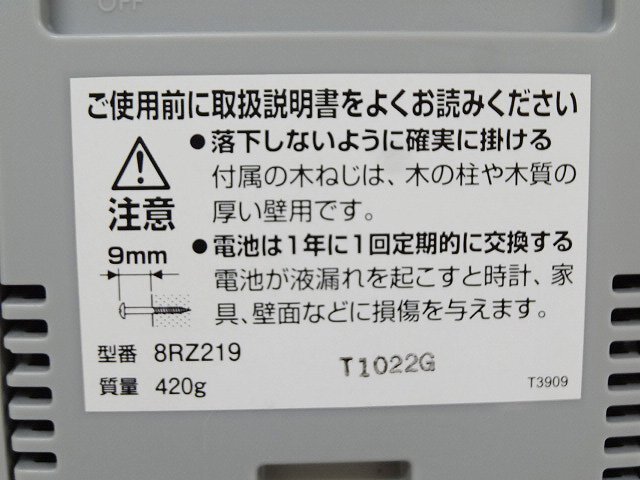 OFF
ご使用前に取扱説明書をよくお読みください
注意
●落下しないように確実に掛ける
付属の木ねじは、木の柱や木質の
厚い壁用です。
●電池は1年に1回定期的に交換する
電池が液漏れを起こすと時計、家
具、壁面などに損傷を与えます。
9mm
型番 8RZ219
質量 420g
T1022G
T3909